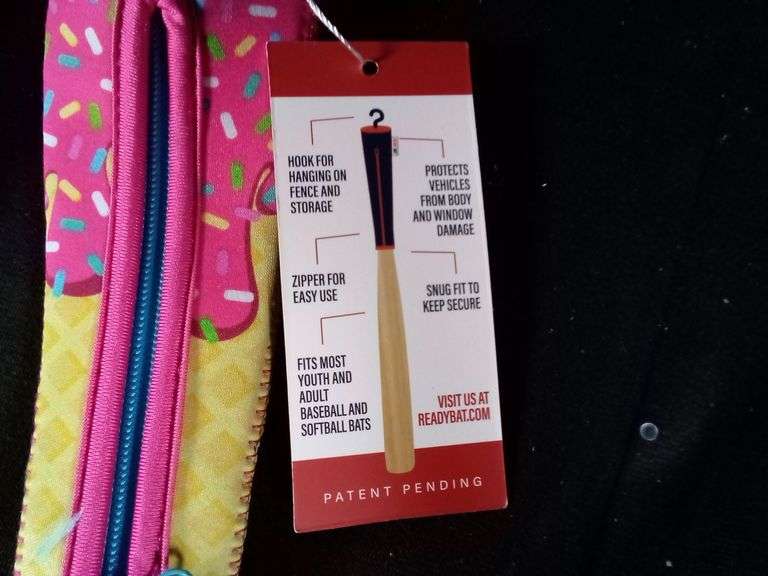 HOOK FOR
HANGING ON
FENCE AND
STORAGE
PROTECTS
VEHICLES
FROM BODY
AND WINDOW
DAMAGE
ZIPPER FOR
EASY USE
SNUG FIT TO
KEEP SECURE
FITS MOST
YOUTH AND
ADULT
BASEBALL AND
SOFTBALL BATS
VISIT US AT
READYBAT.COM
PATENT PENDING